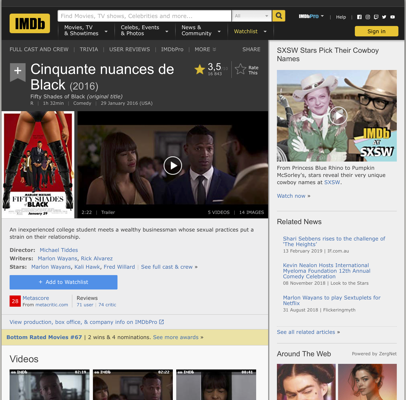 IMDb
Find Movies, TV shows, Celebrities and more...
All
IMDbPro
Help
Movies, TV
& Showtimes
Celebs, Events
& Photos
News &
Community
Watchlist
Sign in
FULL CAST AND CREW | TRIVIA | USER REVIEWS | IMDbPro | MORE
SHARE
Cinquante nuances de
Black (2016)
Fifty Shades of Black (original title)
R | 1h 32min | Comedy | 29 January 2016 (USA)
3,5
Rate
This
FIFTY SHADES
BLACK
January 29
2:22 | Trailer
5 VIDEOS | 14 IMAGES
An inexperienced college student meets a wealthy businessman whose sexual practices put a
strain on their relationship.
Director: Michael Tiddes
Writers: Marlon Wayans, Rick Alvarez
Stars: Marlon Wayans, Kali Hawk, Fred Willard | See full cast & crew »
+ Add to Watchlist
28
Metascore
From metacritic.com
Reviews
71 user | 74 critic
View production, box office, & company info on IMDbPro
Bottom Rated Movies #67 | 2 wins & 4 nominations. See more awards »
Videos
02:22
SXSW Stars Pick Their Cowboy
Names
IMDb
AT
SXSW
From Princess Blue Rhino to Pumpkin
McSorley's, stars reveal their very unique
cowboy names at SXSW.
Watch now »
Related News
Shari Sebbens rises to the challenge of
'The Heights'
13 February 2019 | IF.com.au
Kevin Nealon Hosts International
Myeloma Foundation 12th Annual
Comedy Celebration
08 November 2018 | Look to the Stars
Marlon Wayans to play Sextuplets for
Netflix
31 August 2018 | Flickeringmyth
See all related articles »
Around The Web
Powered by ZergNet